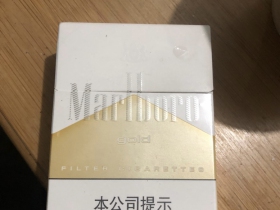 Marlboro
gold
FILTER CIGARETTES
本公司提示